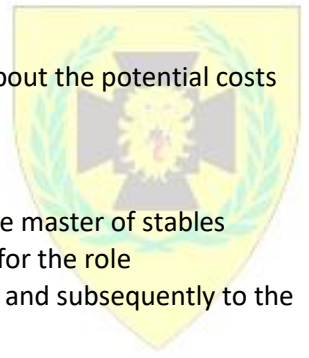 bout the potential costs
e master of stables
for the role
and subsequently to the